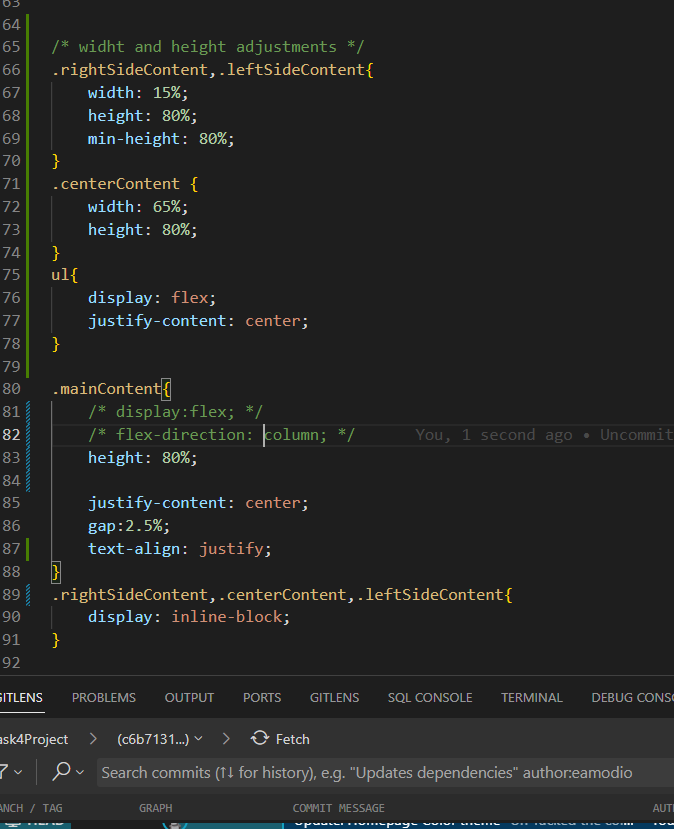 63
64
65 /* widht and height adjustments */
66 .rightSideContent,.leftSideContent{
67 width: 15%;
68 height: 80%;
69 min-height: 80%;
70 }
71 .centerContent {
72 width: 65%;
73 height: 80%;
74 }
75 ul{
76 display: flex;
77 justify-content: center;
78 }
79
80 .mainContent{
81 /* display:flex; */
82 /* flex-direction: column; */ You, 1 second ago • Uncommit
83 height: 80%;
84
85 justify-content: center;
86 gap:2.5%;
87 text-align: justify;
88 }
89 .rightSideContent,.centerContent,.leftSideContent{
90 display: inline-block;
91 }
92
GITLENS PROBLEMS OUTPUT PORTS GITLENS SQL CONSOLE TERMINAL DEBUG CONSO
ask4Project > (c6b7131...) > Fetch
Search commits (↑↓ for history), e.g. "Updates dependencies" author:eamodio
ANCH / TAG GRAPH COMMIT MESSAGE AUT